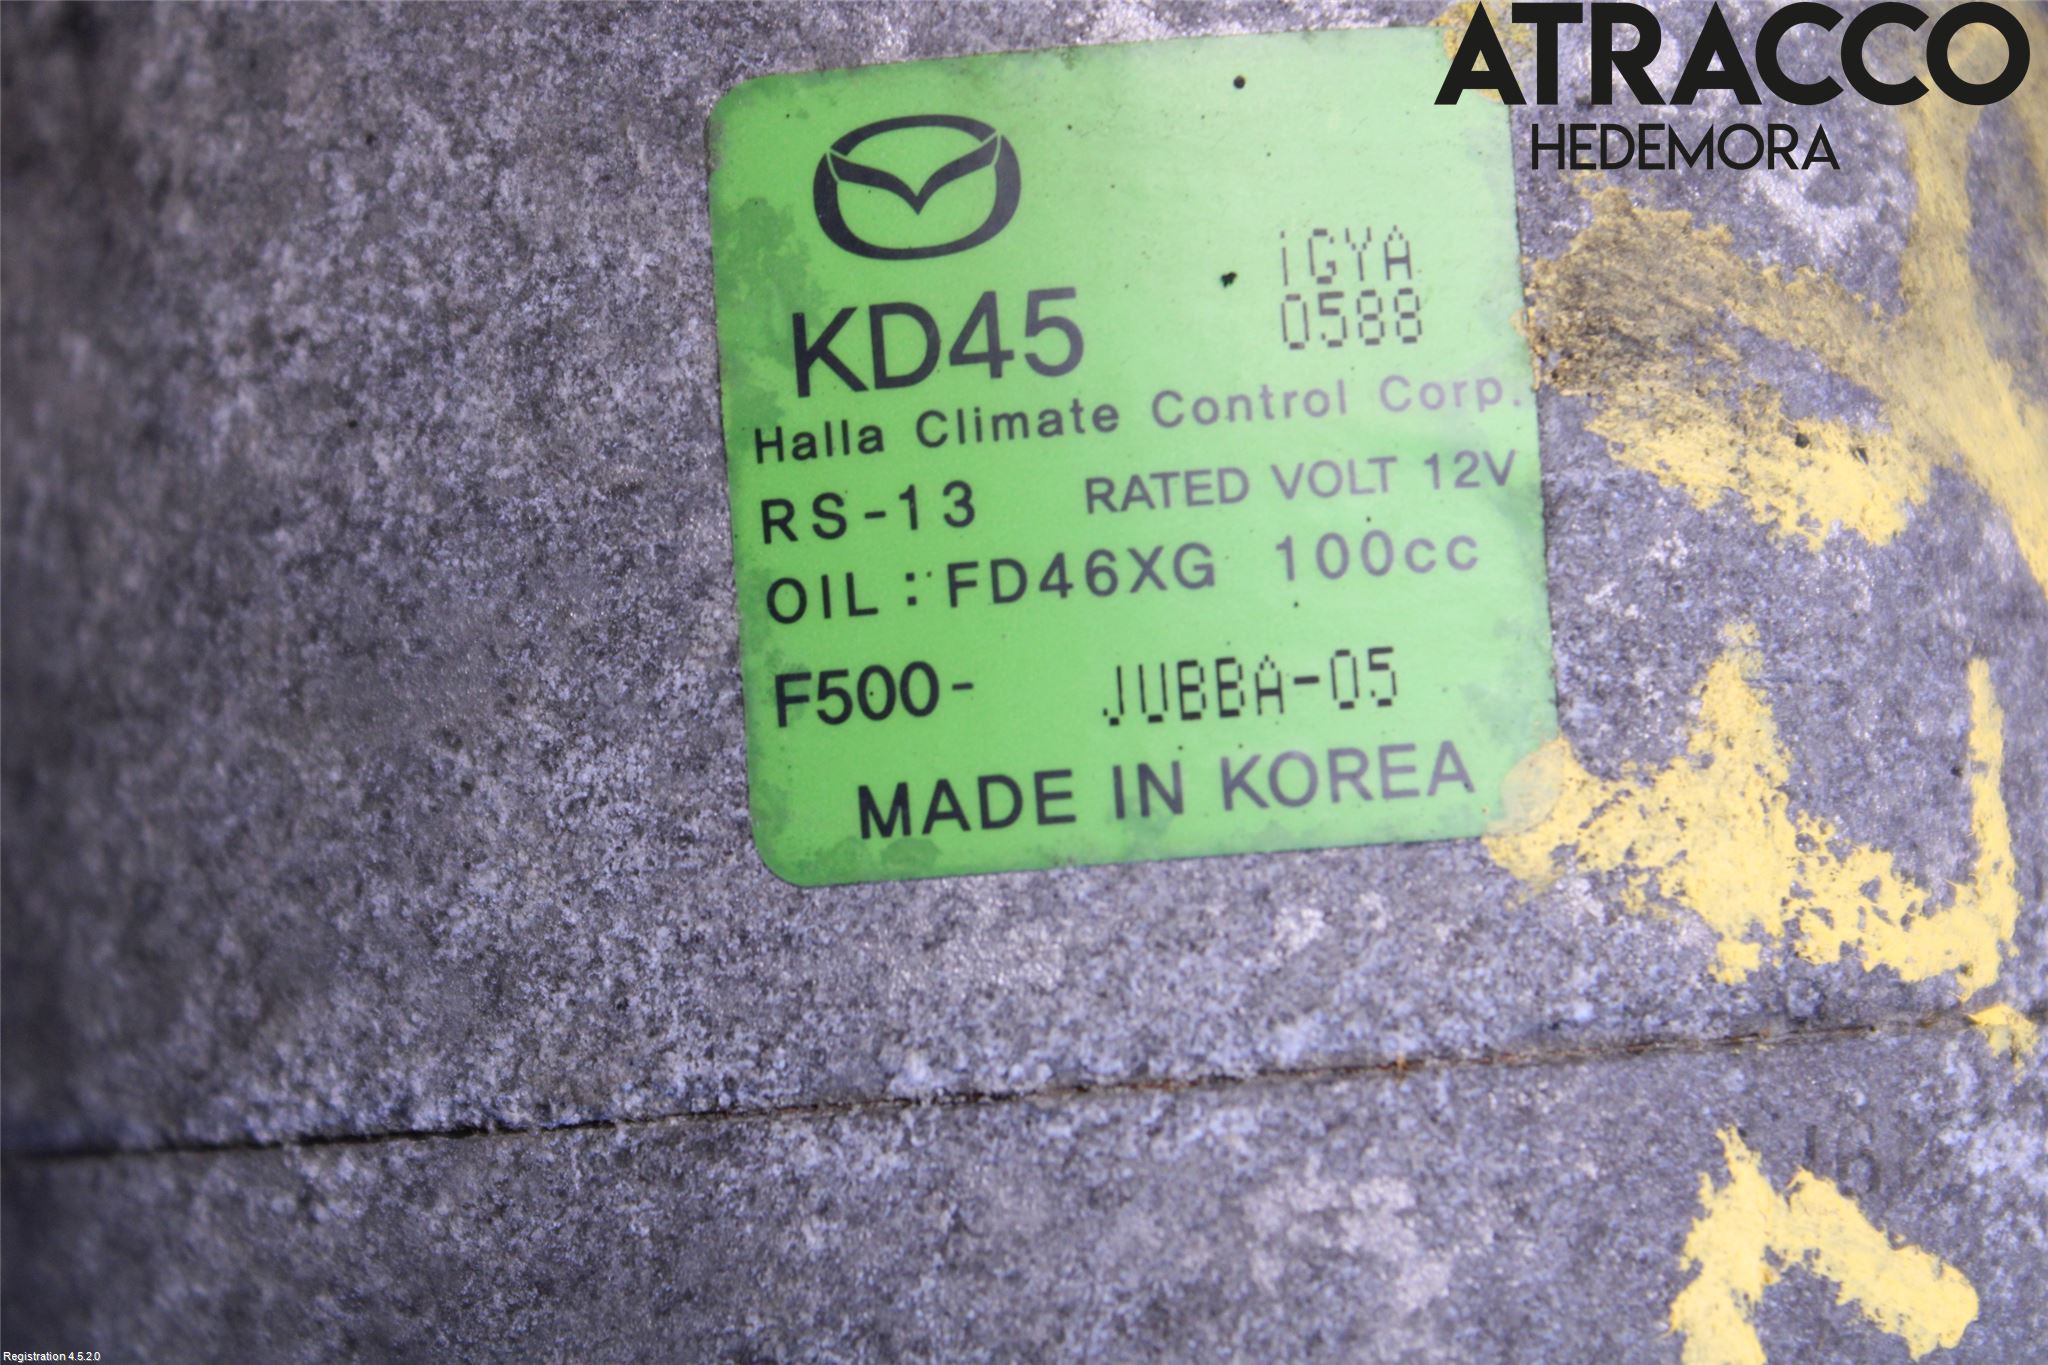 ATRACCO
HEDEMORA
iGYA
KD45 0588
Halla Climate Control Corp.
RS-13 RATED VOLT 12V
OIL : FD46XG 100cc
F500- JUBBA-05
MADE IN KOREA
Registration 4.5.2.0